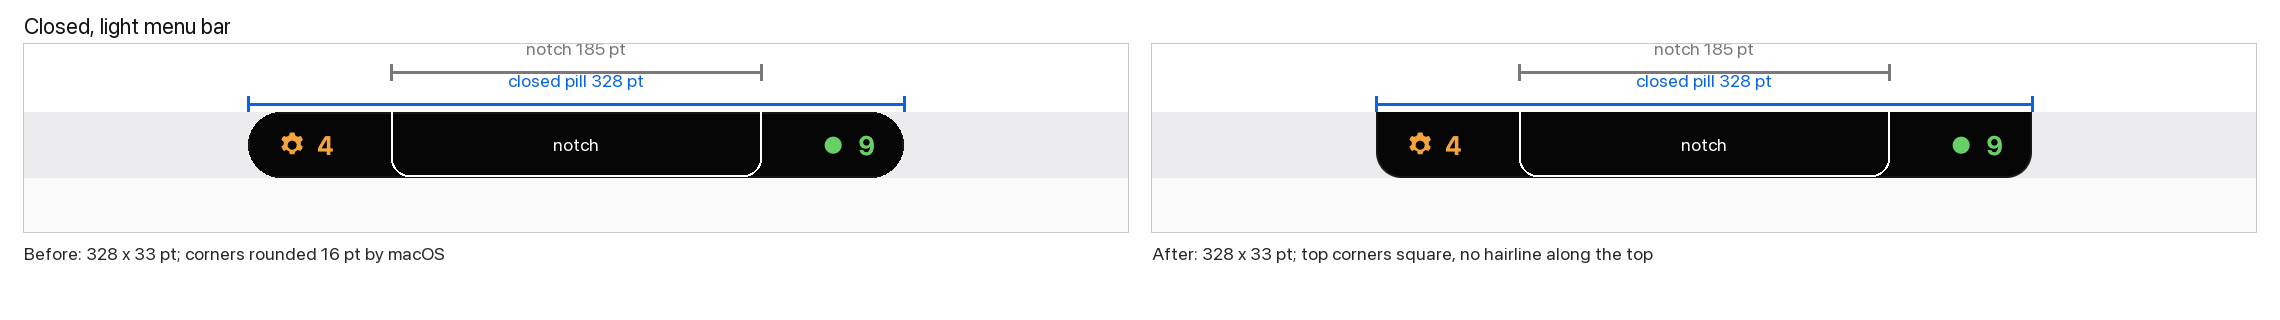 Closed, light menu bar
notch 185 pt
closed pill 328 pt
4
notch
9
Before: 328 x 33 pt; corners rounded 16 pt by macOS
notch 185 pt
closed pill 328 pt
4
notch
9
After: 328 x 33 pt; top corners square, no hairline along the top